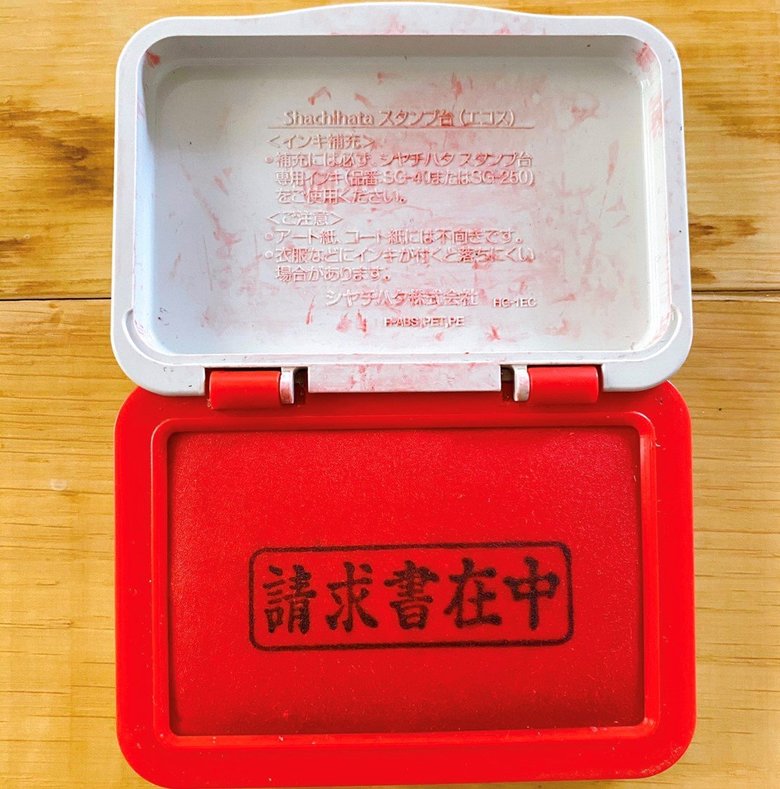 Shachihata スタンプ台(エコス)
<インキ補充>
●補充には必ず、シヤチハタ スタンプ台
専用インキ(品番:SG-40またはSG-250)
をご使用ください。
<ご注意>
●アート紙、コート紙には不向きです。
●衣服などにインキが付くと落ちにくい
場合があります。
シヤチハタ株式会社 HG-1EC
P-ABS,PET,PE
請求書在中